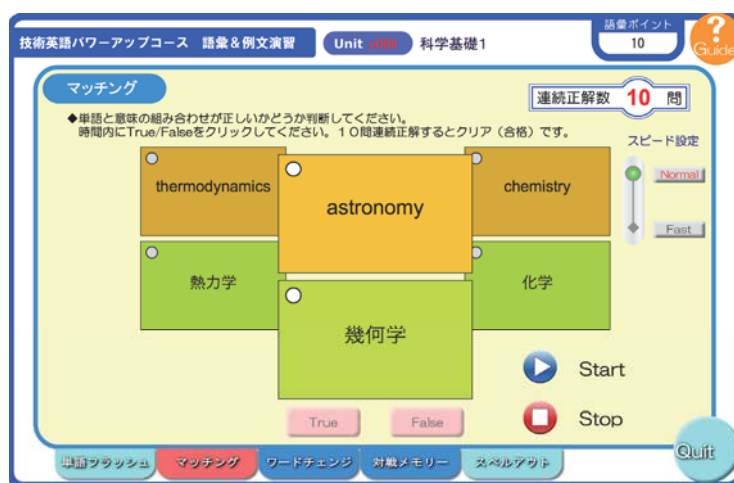 技術英語パワーアップコース 語彙&例文演習
Unit v086 科学基礎1
語彙ポイント
10
Guide
マッチング
連続正解数 10 問
◆単語と意味の組み合わせが正しいかどうか判断してください。
時間内にTrue/Falseをクリックしてください。10問連続正解するとクリア(合格)です。
スピード設定
Normal
Fast
thermodynamics
astronomy
chemistry
熱力学
幾何学
化学
Start
Stop
True
False
単語フラッシュ
マッチング
ワードチェンジ
対戦メモリー
スペルアウト
Quit